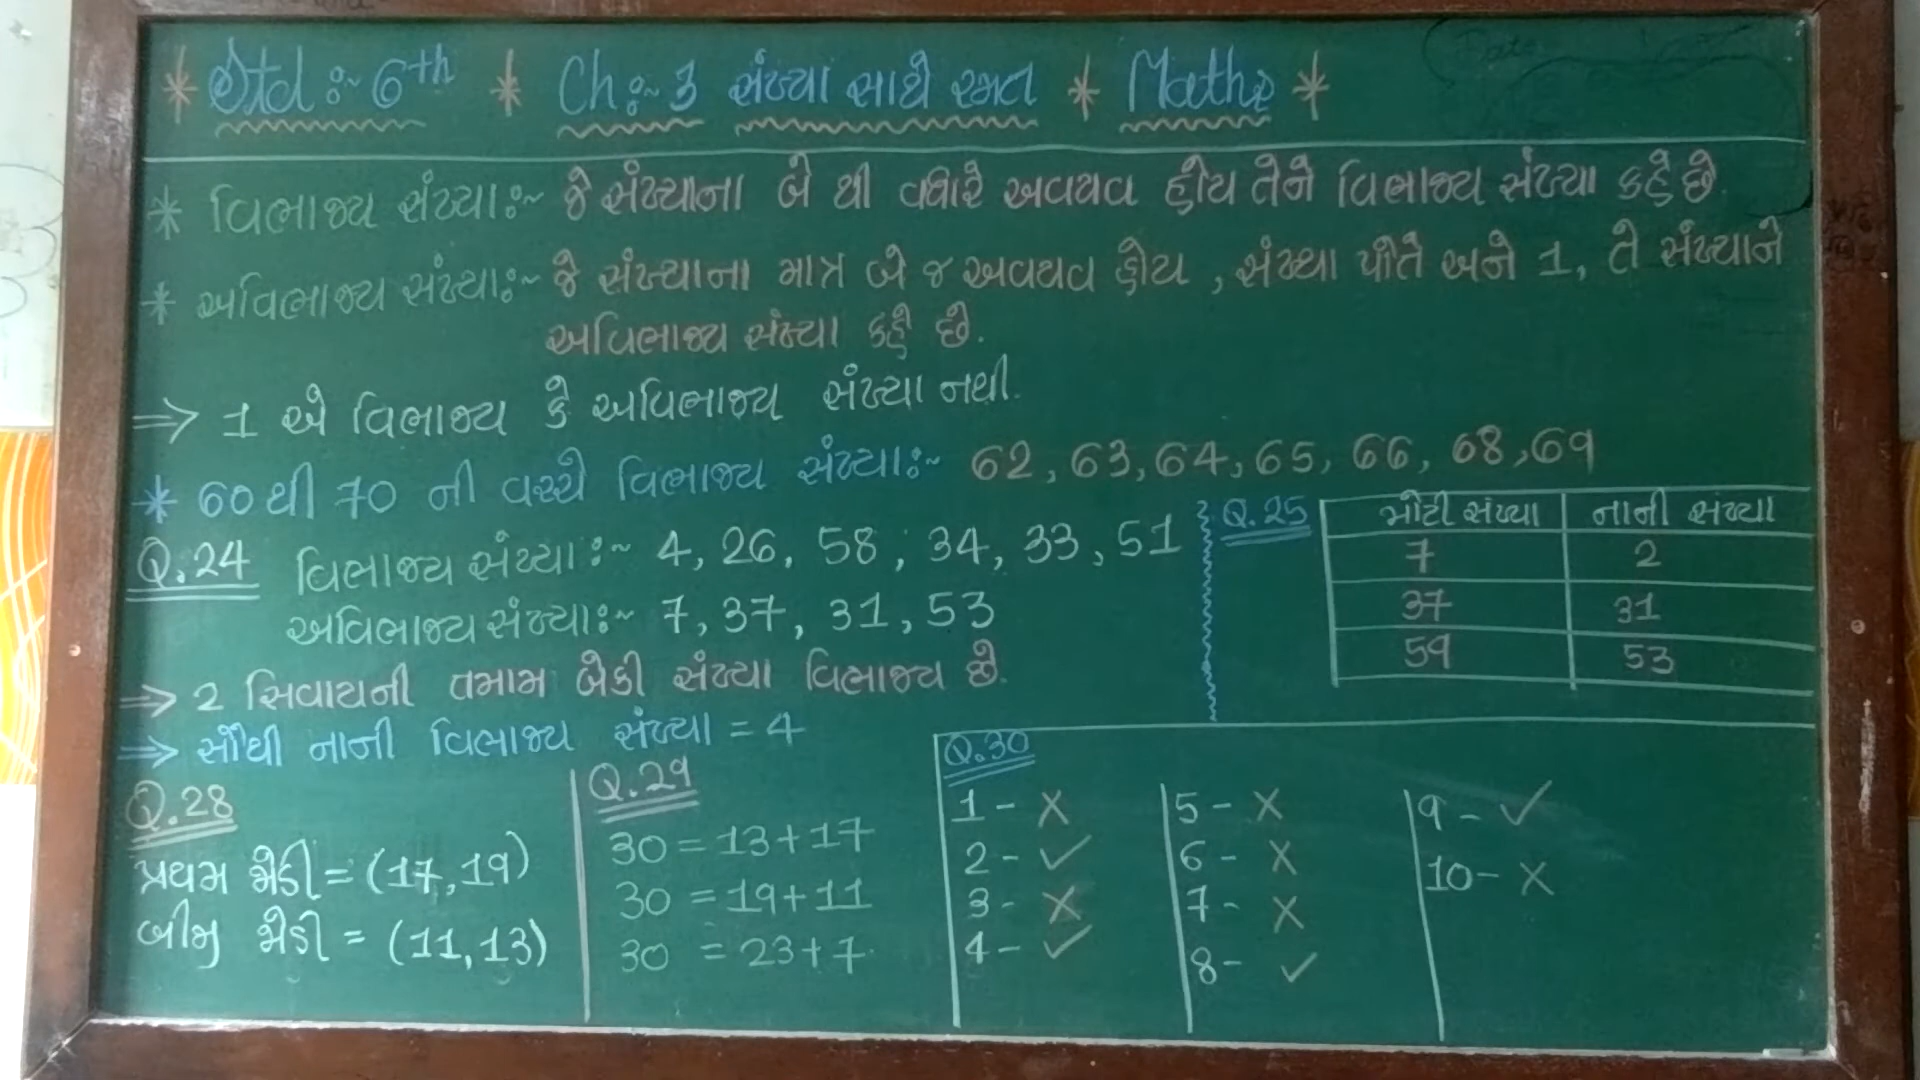 * Std :~ 6th * Ch :~ 3 સંખ્યા સાથે રમત * Maths *
* વિભાજ્ય સંખ્યા :~ જે સંખ્યાના બે થી વધારે અવયવ હોય તેને વિભાજ્ય સંખ્યા કહે છે.
* અવિભાજ્ય સંખ્યા :~ જે સંખ્યાના માત્ર બે જ અવયવ હોય , સંખ્યા પોતે અને 1, તે સંખ્યાને
અવિભાજ્ય સંખ્યા કહે છે.
⇒ 1 એ વિભાજ્ય કે અવિભાજ્ય સંખ્યા નથી.
* 60 થી 70 ની વચ્ચે વિભાજ્ય સંખ્યા :~ 62, 63, 64, 65, 66, 68, 69
Q.24 વિભાજ્ય સંખ્યા :~ 4, 26, 58, 34, 33, 51
અવિભાજ્ય સંખ્યા :~ 7, 37, 31, 53
⇒ 2 સિવાયની તમામ બેકી સંખ્યા વિભાજ્ય છે.
⇒ સૌથી નાની વિભાજ્ય સંખ્યા = 4
Q.25
મોટી સંખ્યા નાની સંખ્યા
7 2
37 31
59 53
Q.28
પ્રથમ જોડી = (17, 19)
બીજી જોડી = (11, 13)
Q.29
30 = 13 + 17
30 = 19 + 11
30 = 23 + 7
Q.30
1 - ✗
2 - ✓
3 - ✗
4 - ✓
5 - ✗
6 - ✗
7 - ✗
8 - ✓
9 - ✓
10 - ✗